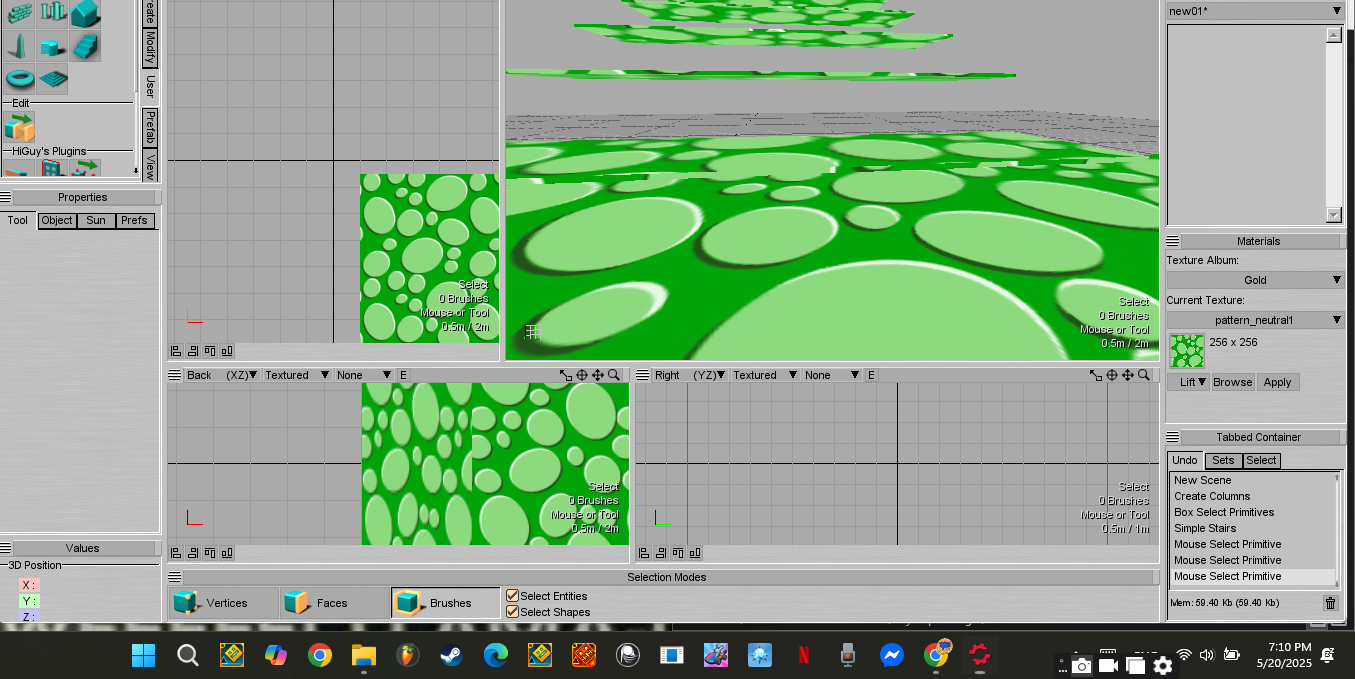 eate
Modify
User
Prefab
View
Edit
HiGuy's Plugins
Properties
Tool Object Sun Prefs
Values
3D Position
X :
Y :
Z :
Select
0 Brushes
Mouse or Tool
0.5m / 2m
Select
0 Brushes
Mouse or Tool
0.5m / 2m
Back (XZ) Textured None E
Select
0 Brushes
Mouse or Tool
0.5m / 2m
Right (YZ) Textured None E
Select
0 Brushes
Mouse or Tool
0.5m / 1m
Selection Modes
Vertices Faces Brushes
Select Entities
Select Shapes
new01*
Materials
Texture Album:
Gold
Current Texture:
pattern_neutral1
256 x 256
Lift Browse Apply
Tabbed Container
Undo Sets Select
New Scene
Create Columns
Box Select Primitives
Simple Stairs
Mouse Select Primitive
Mouse Select Primitive
Mouse Select Primitive
Mem: 59.40 Kb (59.40 Kb)
7:10 PM
5/20/2025